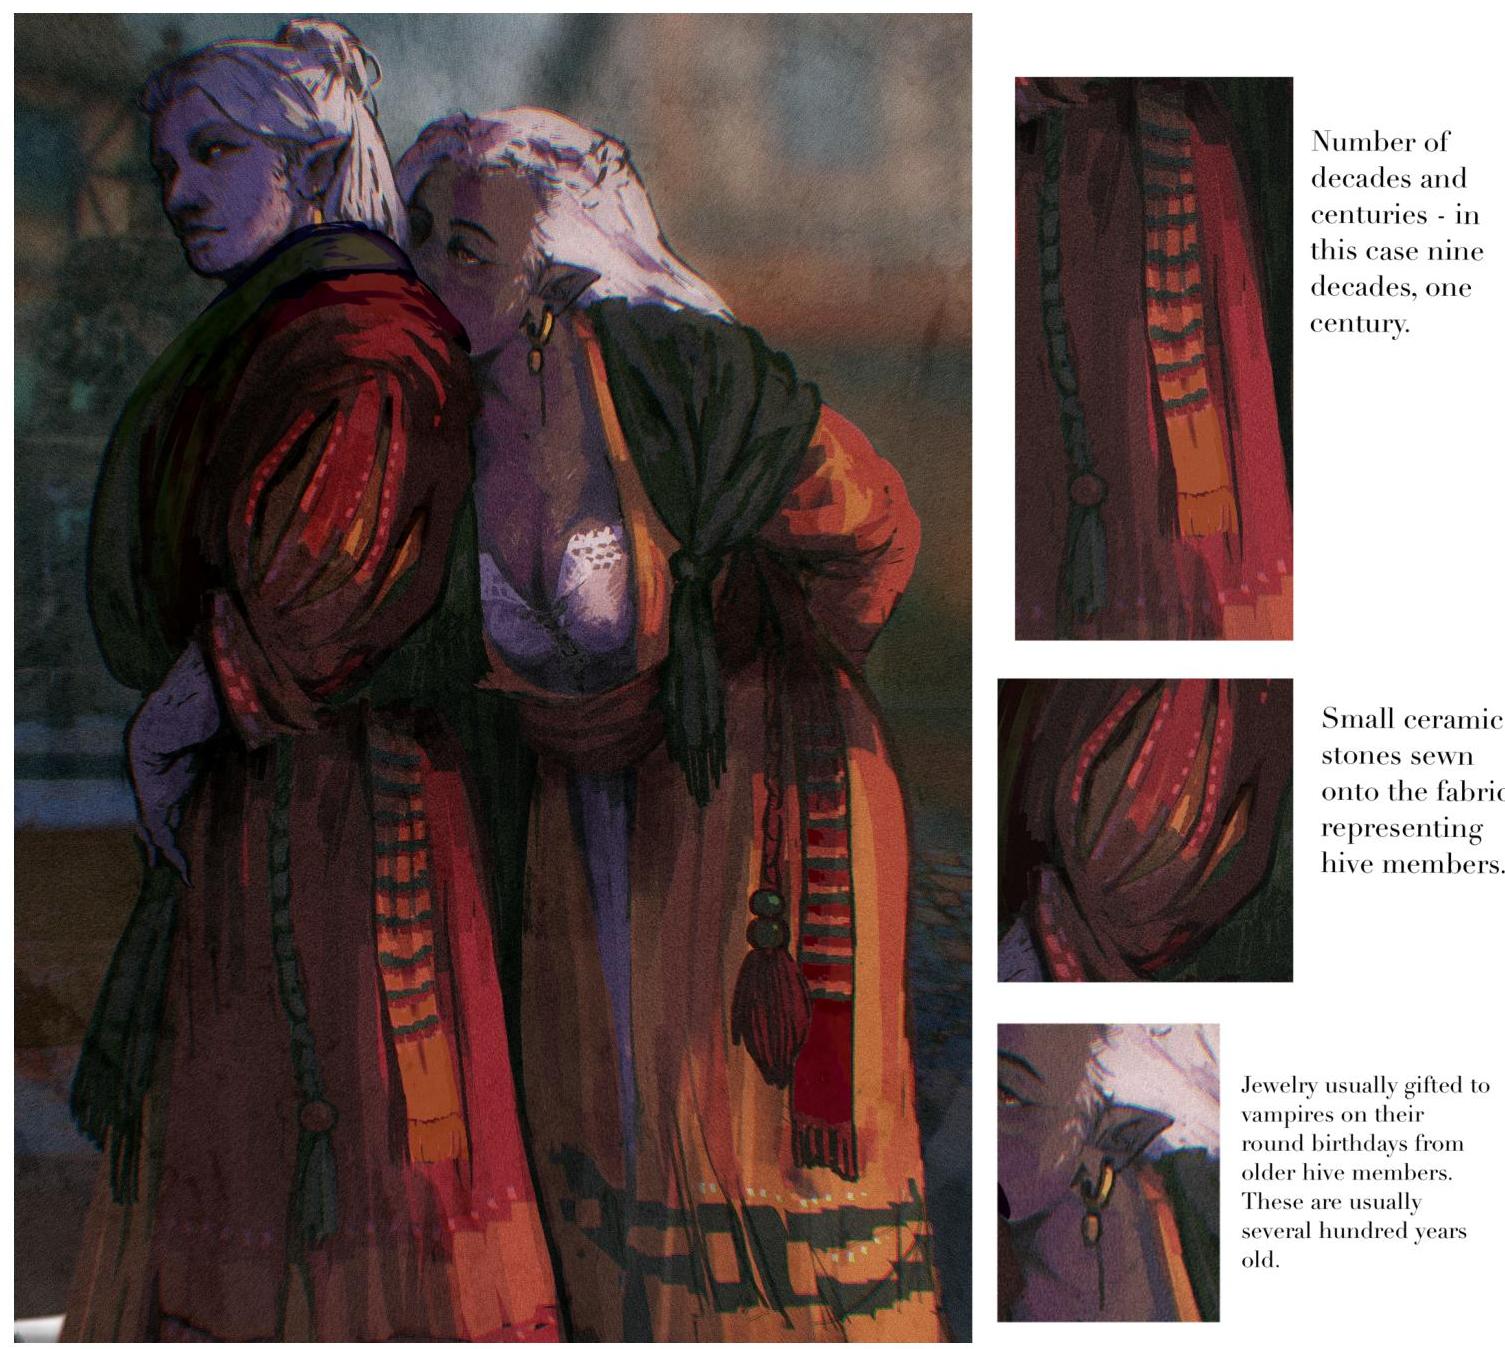 Number of
decades and
centuries - in
this case nine
decades, one
century.
Small ceramic
stones sewn
onto the fabric
representing
hive members.
Jewelry usually gifted to
vampires on their
round birthdays from
older hive members.
These are usually
several hundred years
old.